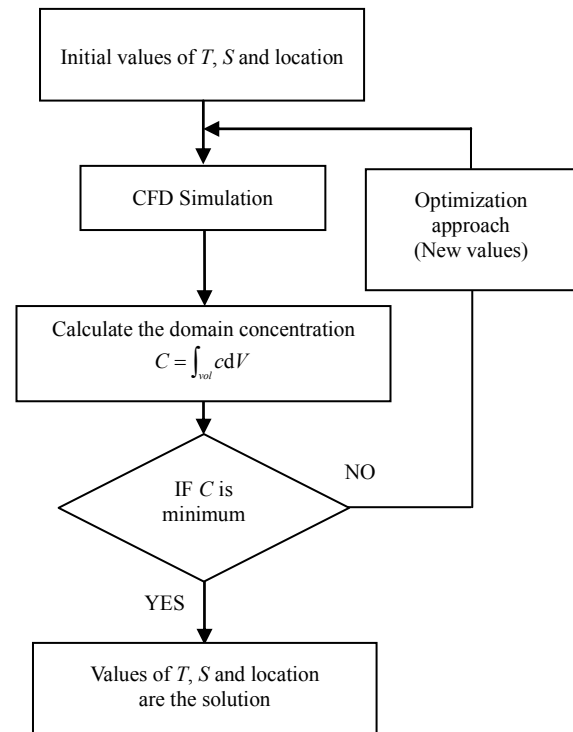 Initial values of T, S and location
CFD Simulation
Optimization
approach
(New values)
Calculate the domain concentration
C = ∫vol cdV
IF C is
minimum
NO
YES
Values of T, S and location
are the solution